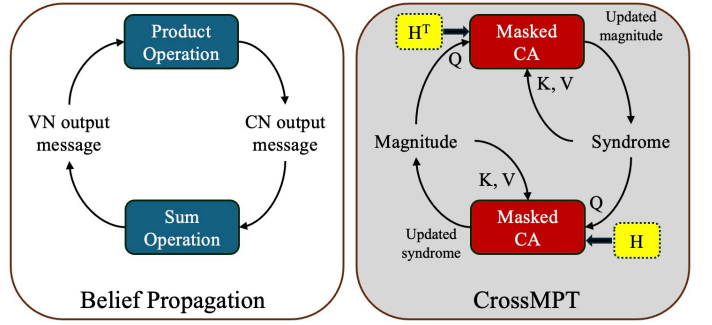 Product
Operation
VN output
message
CN output
message
Sum
Operation
Belief Propagation
H^T
Masked
CA
Updated
magnitude
Q
K, V
Magnitude
Syndrome
K, V
Q
Masked
CA
Updated
syndrome
H
CrossMPT